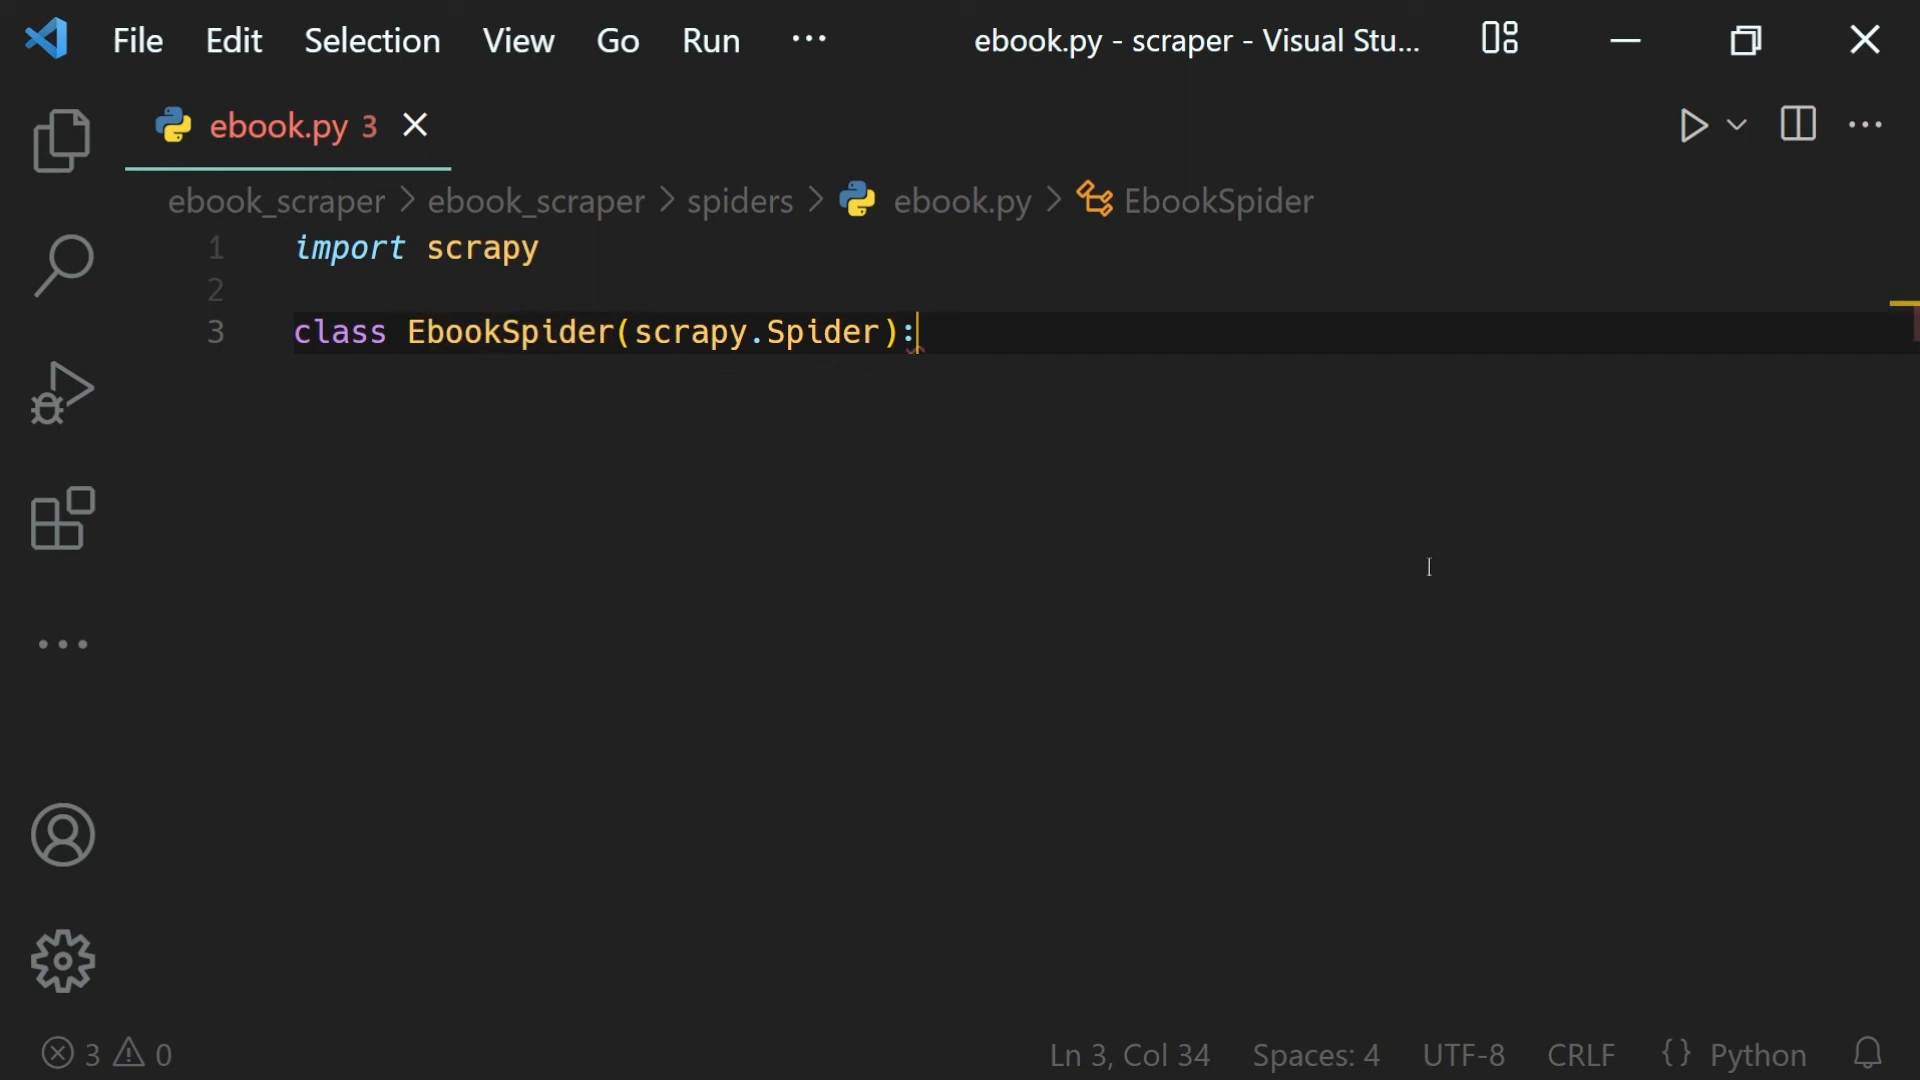 File Edit Selection View Go Run ··· ebook.py - scraper - Visual Stu...
ebook.py 3
ebook_scraper > ebook_scraper > spiders > ebook.py > EbookSpider
1 import scrapy
2
3 class EbookSpider(scrapy.Spider):
3 0 Ln 3, Col 34 Spaces: 4 UTF-8 CRLF {} Python